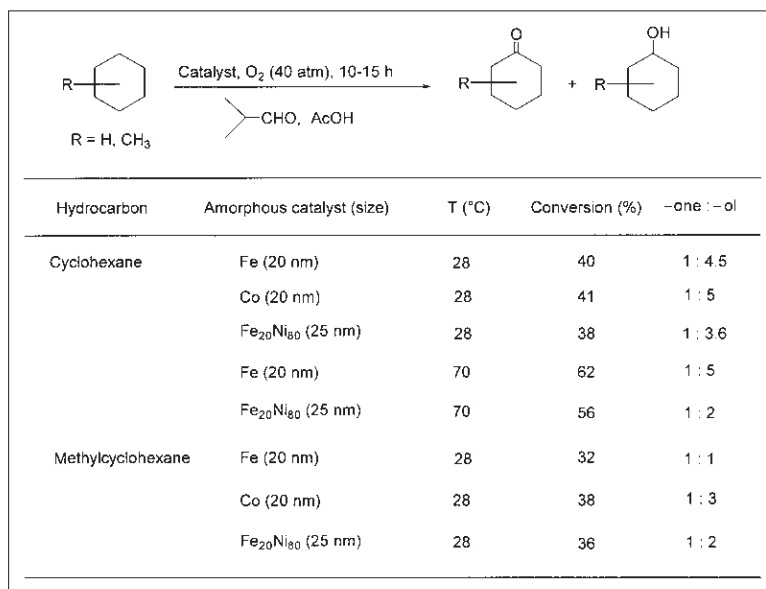 O OH
Catalyst, O₂ (40 atm), 10-15 h
R R + R
CHO, AcOH
R = H, CH₃
Hydrocarbon Amorphous catalyst (size) T (°C) Conversion (%) –one : –ol
Cyclohexane Fe (20 nm) 28 40 1 : 4.5
Co (20 nm) 28 41 1 : 5
Fe₂₀Ni₈₀ (25 nm) 28 38 1 : 3.6
Fe (20 nm) 70 62 1 : 5
Fe₂₀Ni₈₀ (25 nm) 70 56 1 : 2
Methylcyclohexane Fe (20 nm) 28 32 1 : 1
Co (20 nm) 28 38 1 : 3
Fe₂₀Ni₈₀ (25 nm) 28 36 1 : 2